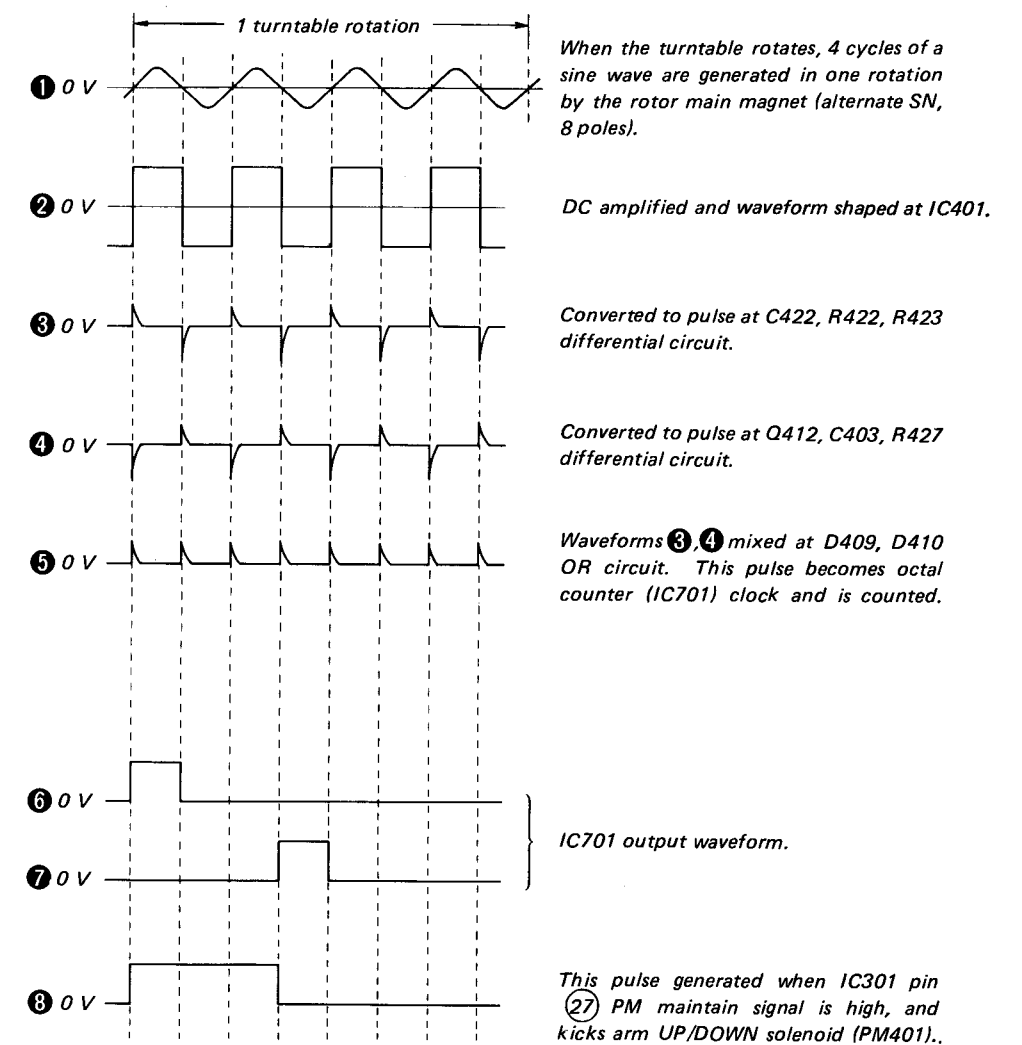 1 turntable rotation
❶ 0 V
When the turntable rotates, 4 cycles of a
sine wave are generated in one rotation
by the rotor main magnet (alternate SN,
8 poles).
❷ 0 V
DC amplified and waveform shaped at IC401.
❸ 0 V
Converted to pulse at C422, R422, R423
differential circuit.
❹ 0 V
Converted to pulse at Q412, C403, R427
differential circuit.
❺ 0 V
Waveforms ❸,❹ mixed at D409, D410
OR circuit. This pulse becomes octal
counter (IC701) clock and is counted.
❻ 0 V
IC701 output waveform.
❼ 0 V
❽ 0 V
This pulse generated when IC301 pin
㉗ PM maintain signal is high, and
kicks arm UP/DOWN solenoid (PM401)..